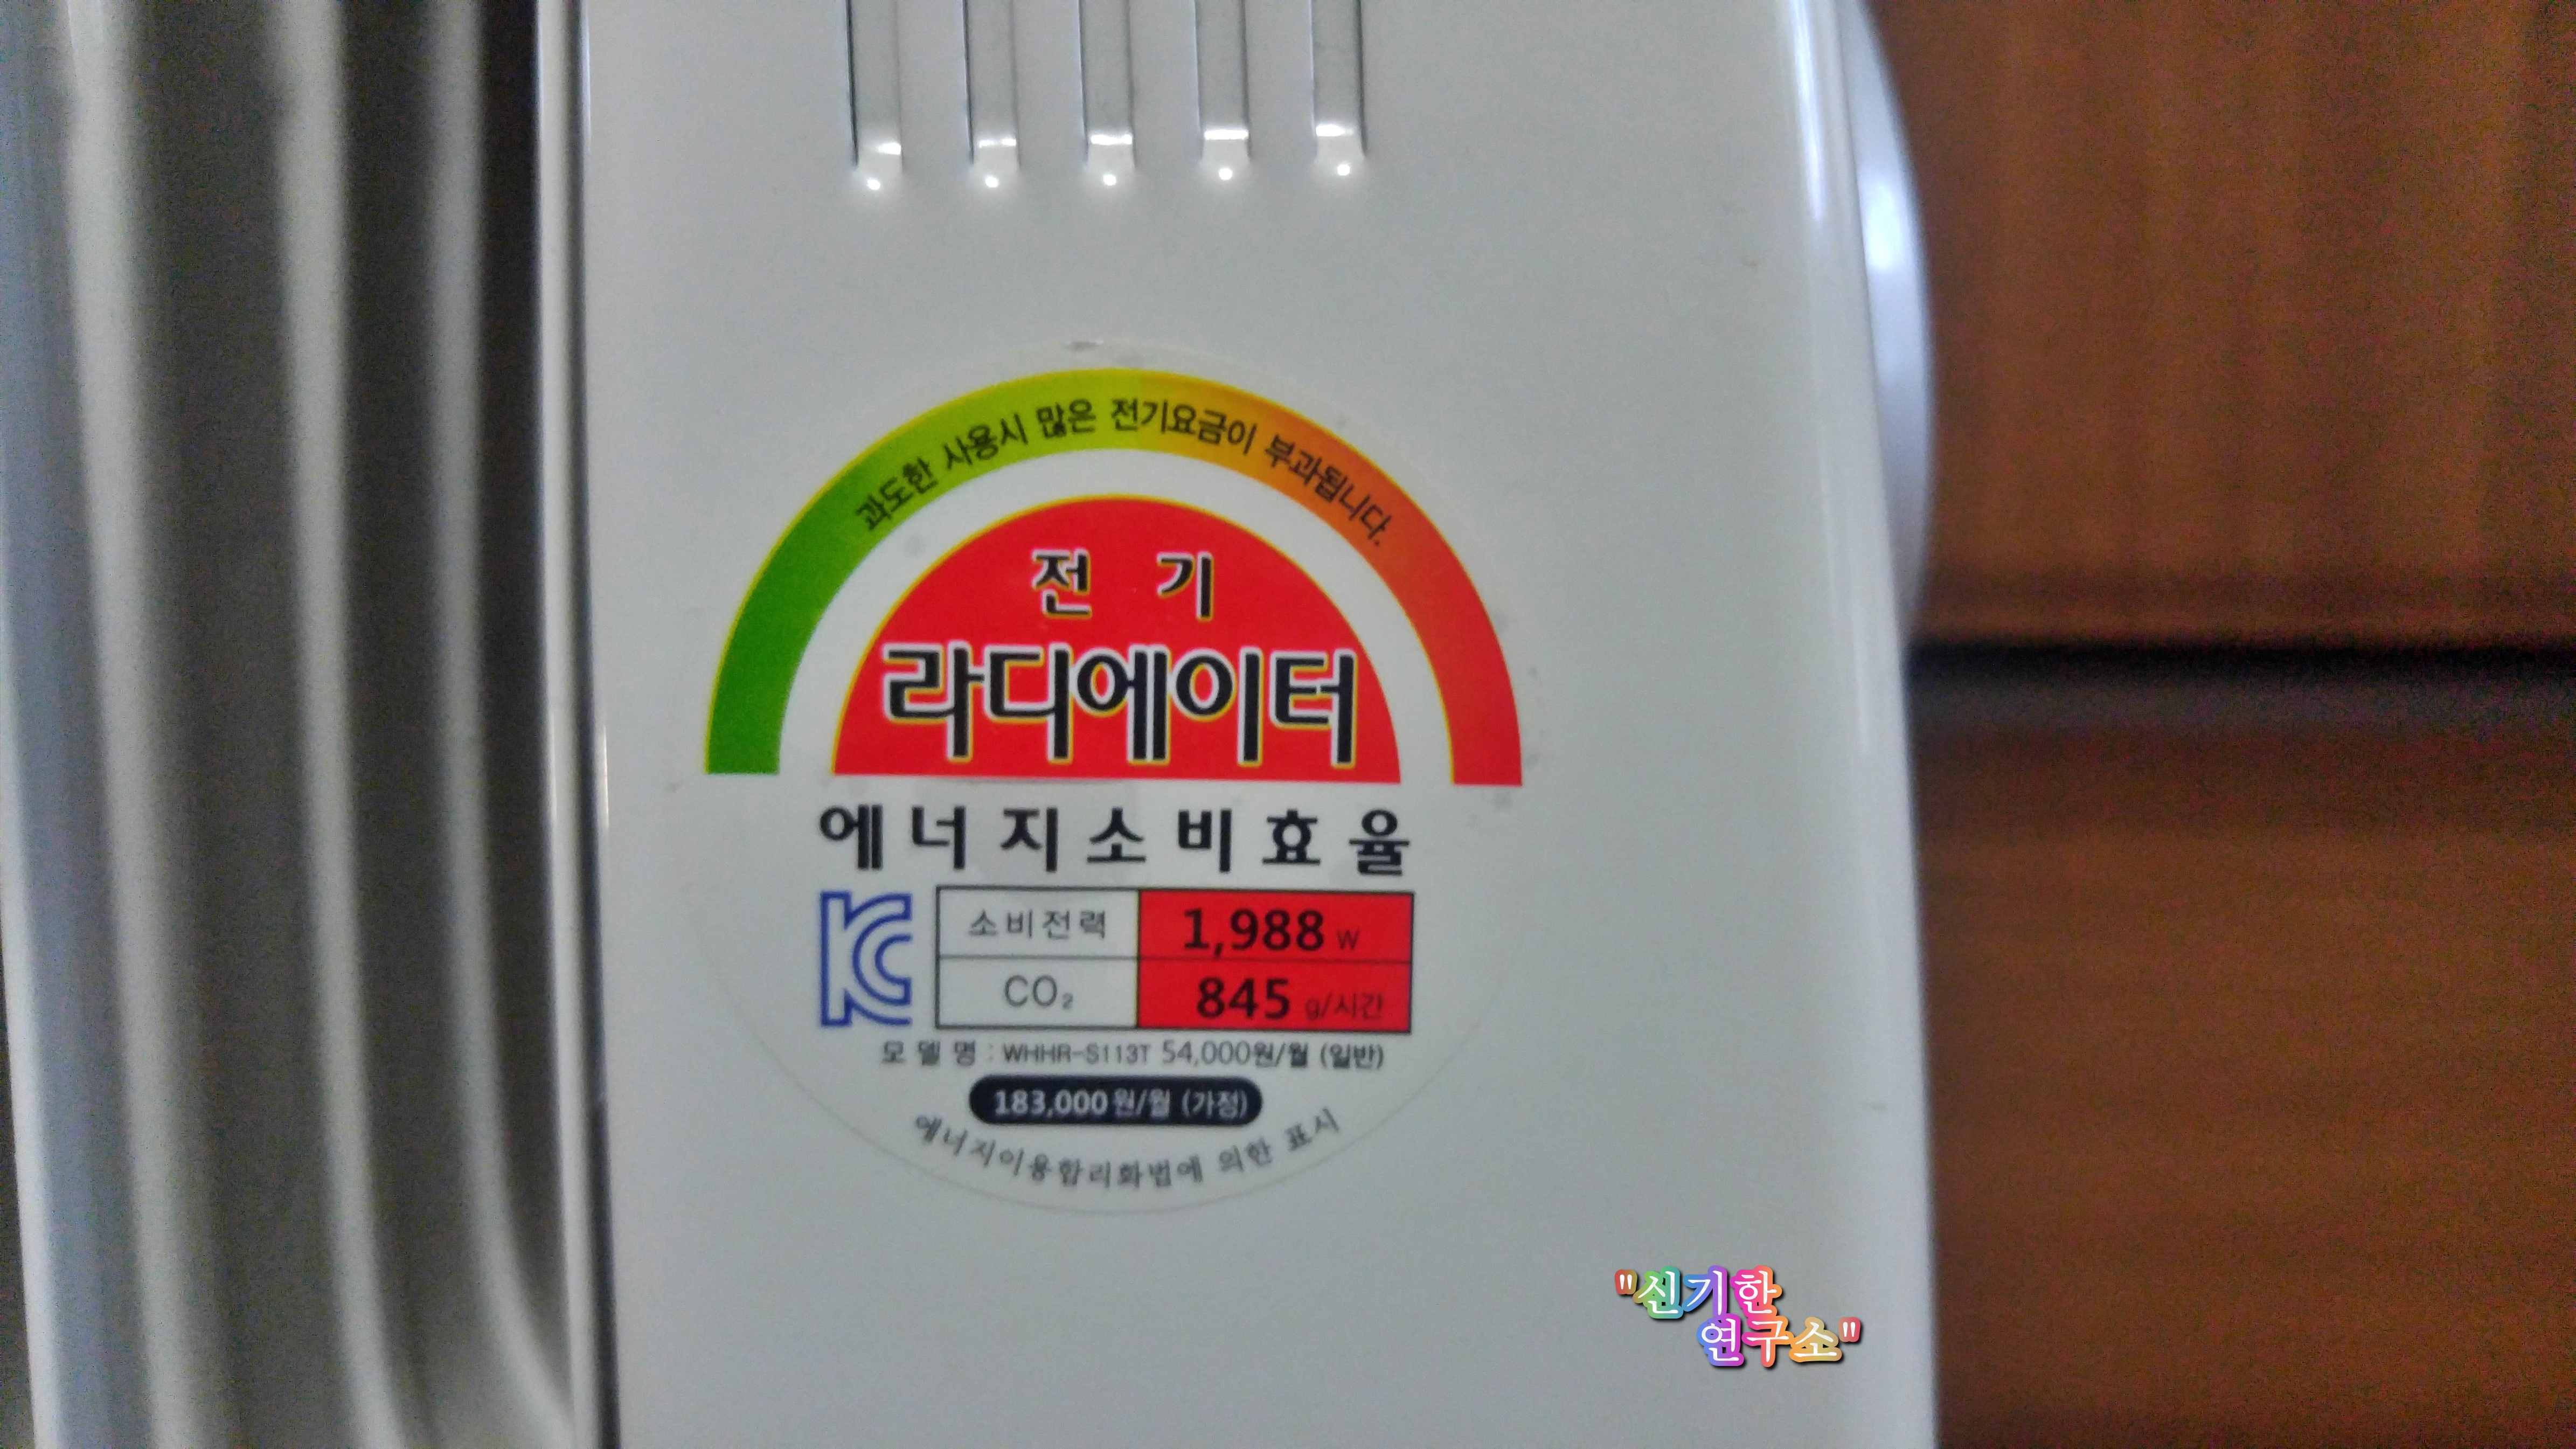 과도한 사용시 많은 전기요금이 부과됩니다.
전 기
라디에이터
에너지소비효율
KC
소비전력 1,988 W
CO₂ 845 g/시간
모델명 : WHHR-S113T 54,000원/월 (일반)
183,000원/월 (가정)
에너지이용합리화법에 의한 표시
"신기한
연구소"